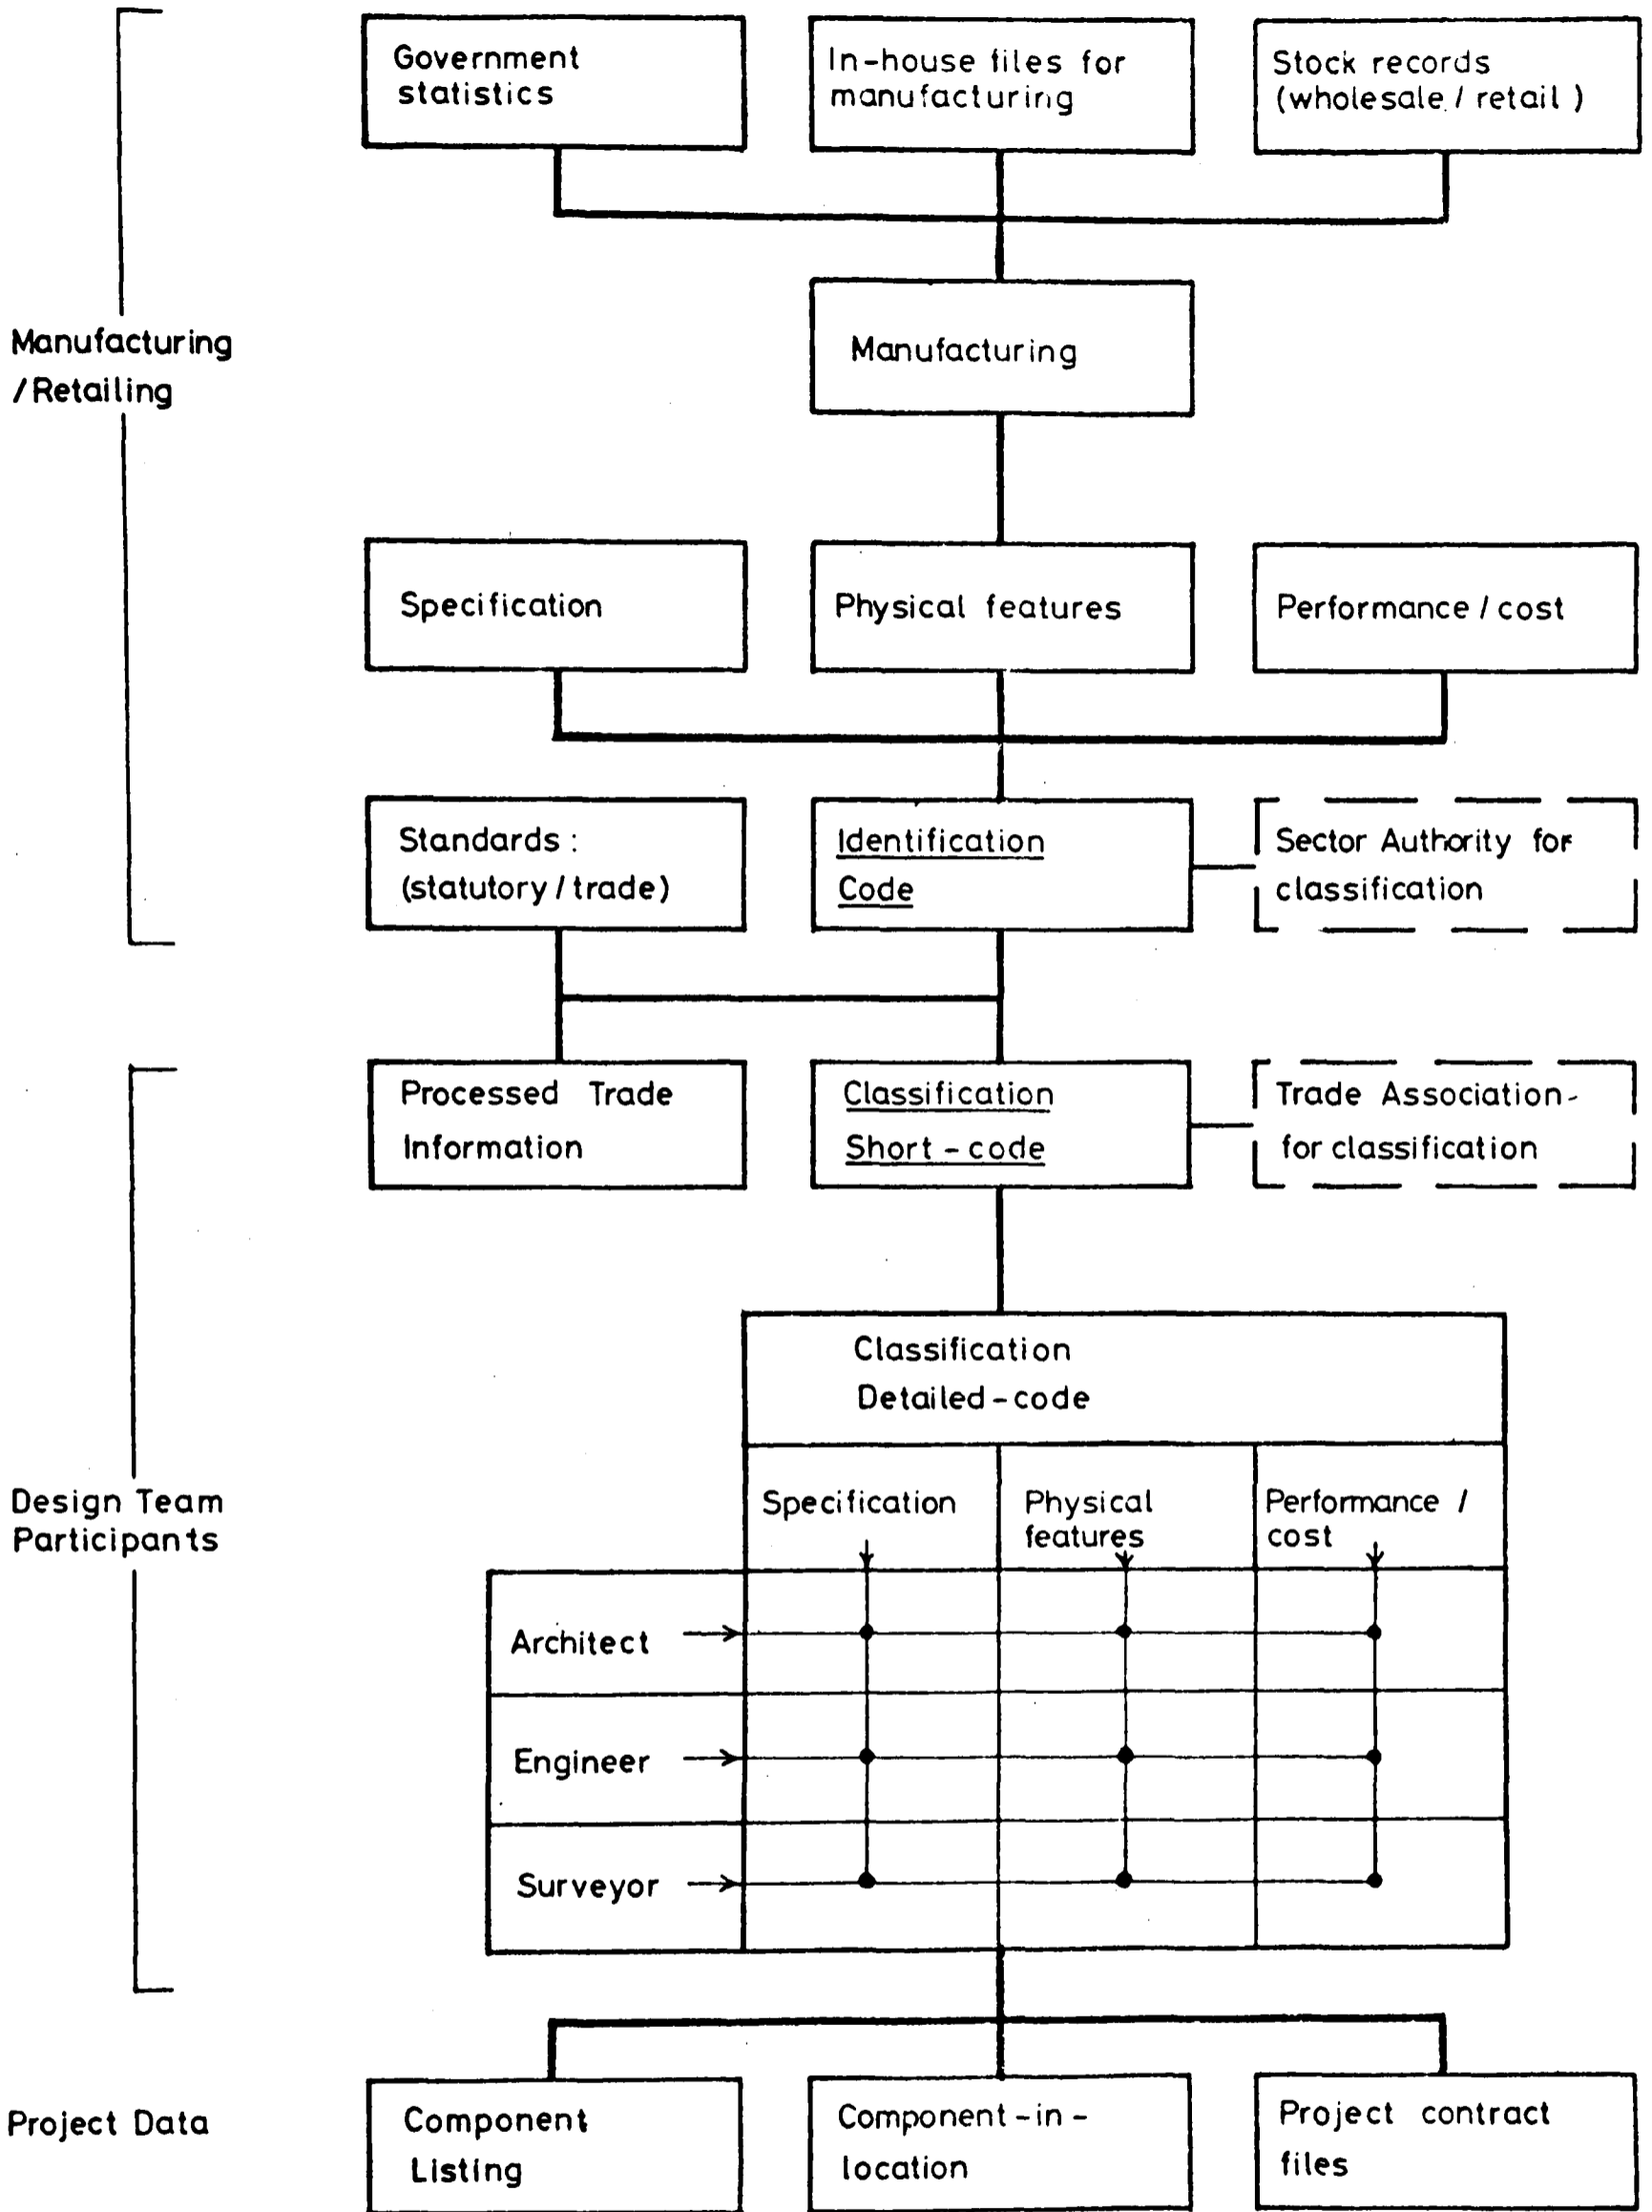 Government
statistics
In-house files for
manufacturing
Stock records
(wholesale / retail)
Manufacturing
/Retailing
Manufacturing
Specification
Physical features
Performance / cost
Standards :
(statutory / trade)
Identification
Code
Sector Authority for
classification
Processed Trade
Information
Classification
Short-code
Trade Association-
for classification
Classification
Detailed-code
Design Team
Participants
Specification
Physical
features
Performance /
cost
Architect
Engineer
Surveyor
Project Data
Component
Listing
Component-in-
location
Project contract
files